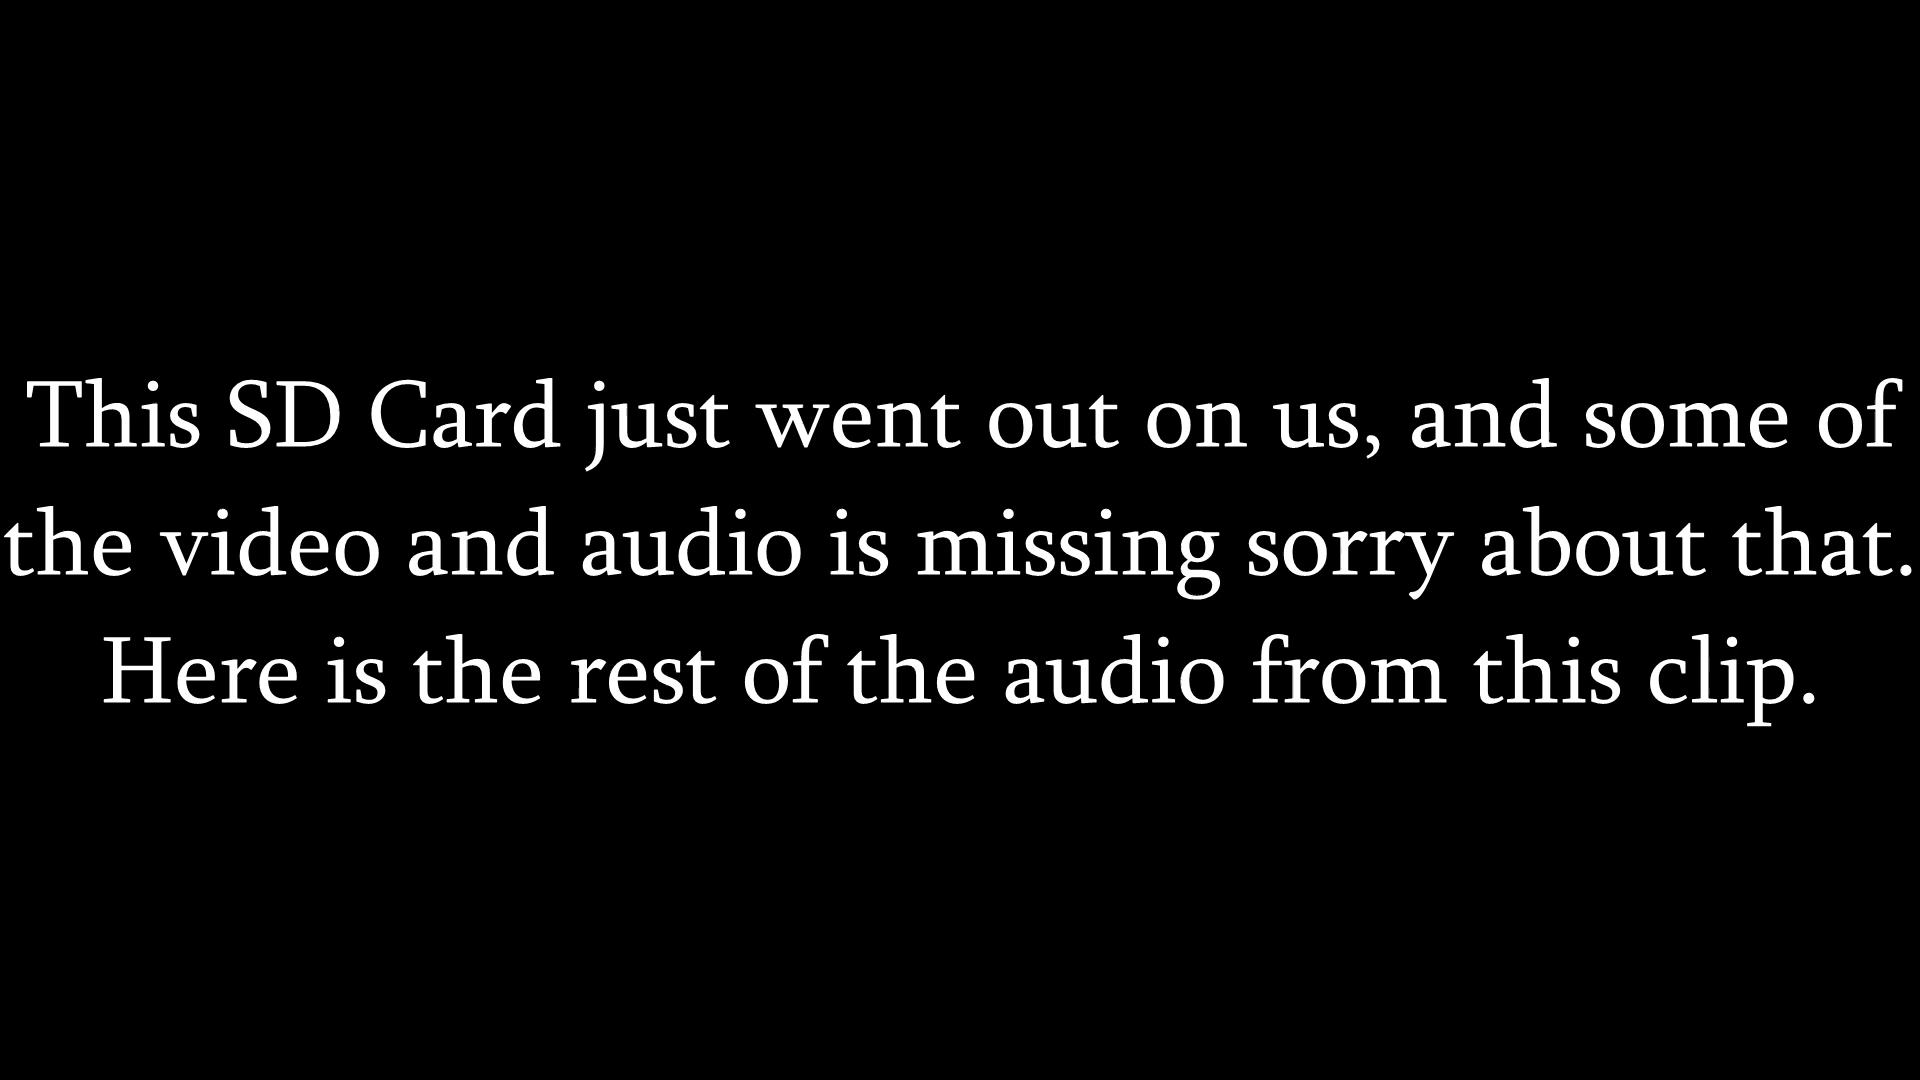 This SD Card just went out on us, and some of
the video and audio is missing sorry about that.
Here is the rest of the audio from this clip.